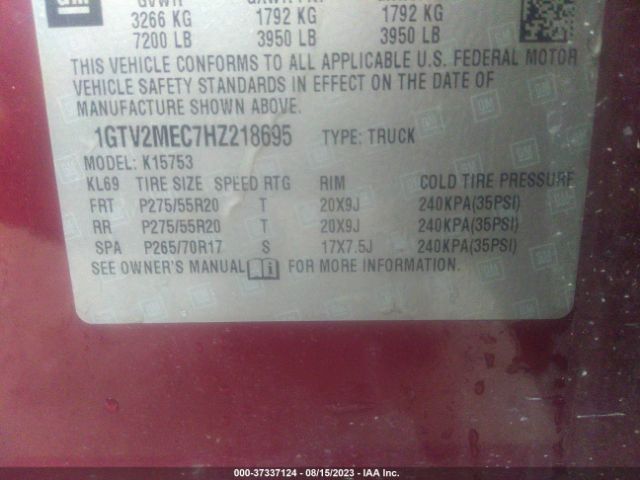 GM
GVWR
3266 KG 1792 KG 1792 KG
7200 LB 3950 LB 3950 LB
THIS VEHICLE CONFORMS TO ALL APPLICABLE U.S. FEDERAL MOTOR
VEHICLE SAFETY STANDARDS IN EFFECT ON THE DATE OF
MANUFACTURE SHOWN ABOVE.
1GTV2MEC7HZ218695 TYPE: TRUCK
MODEL: K15753
KL69 TIRE SIZE SPEED RTG RIM COLD TIRE PRESSURE
FRT P275/55R20 T 20X9J 240KPA(35PSI)
RR P275/55R20 T 20X9J 240KPA(35PSI)
SPA P265/70R17 S 17X7.5J 240KPA(35PSI)
SEE OWNER'S MANUAL i FOR MORE INFORMATION.
000-37337124 - 08/15/2023 - IAA Inc.